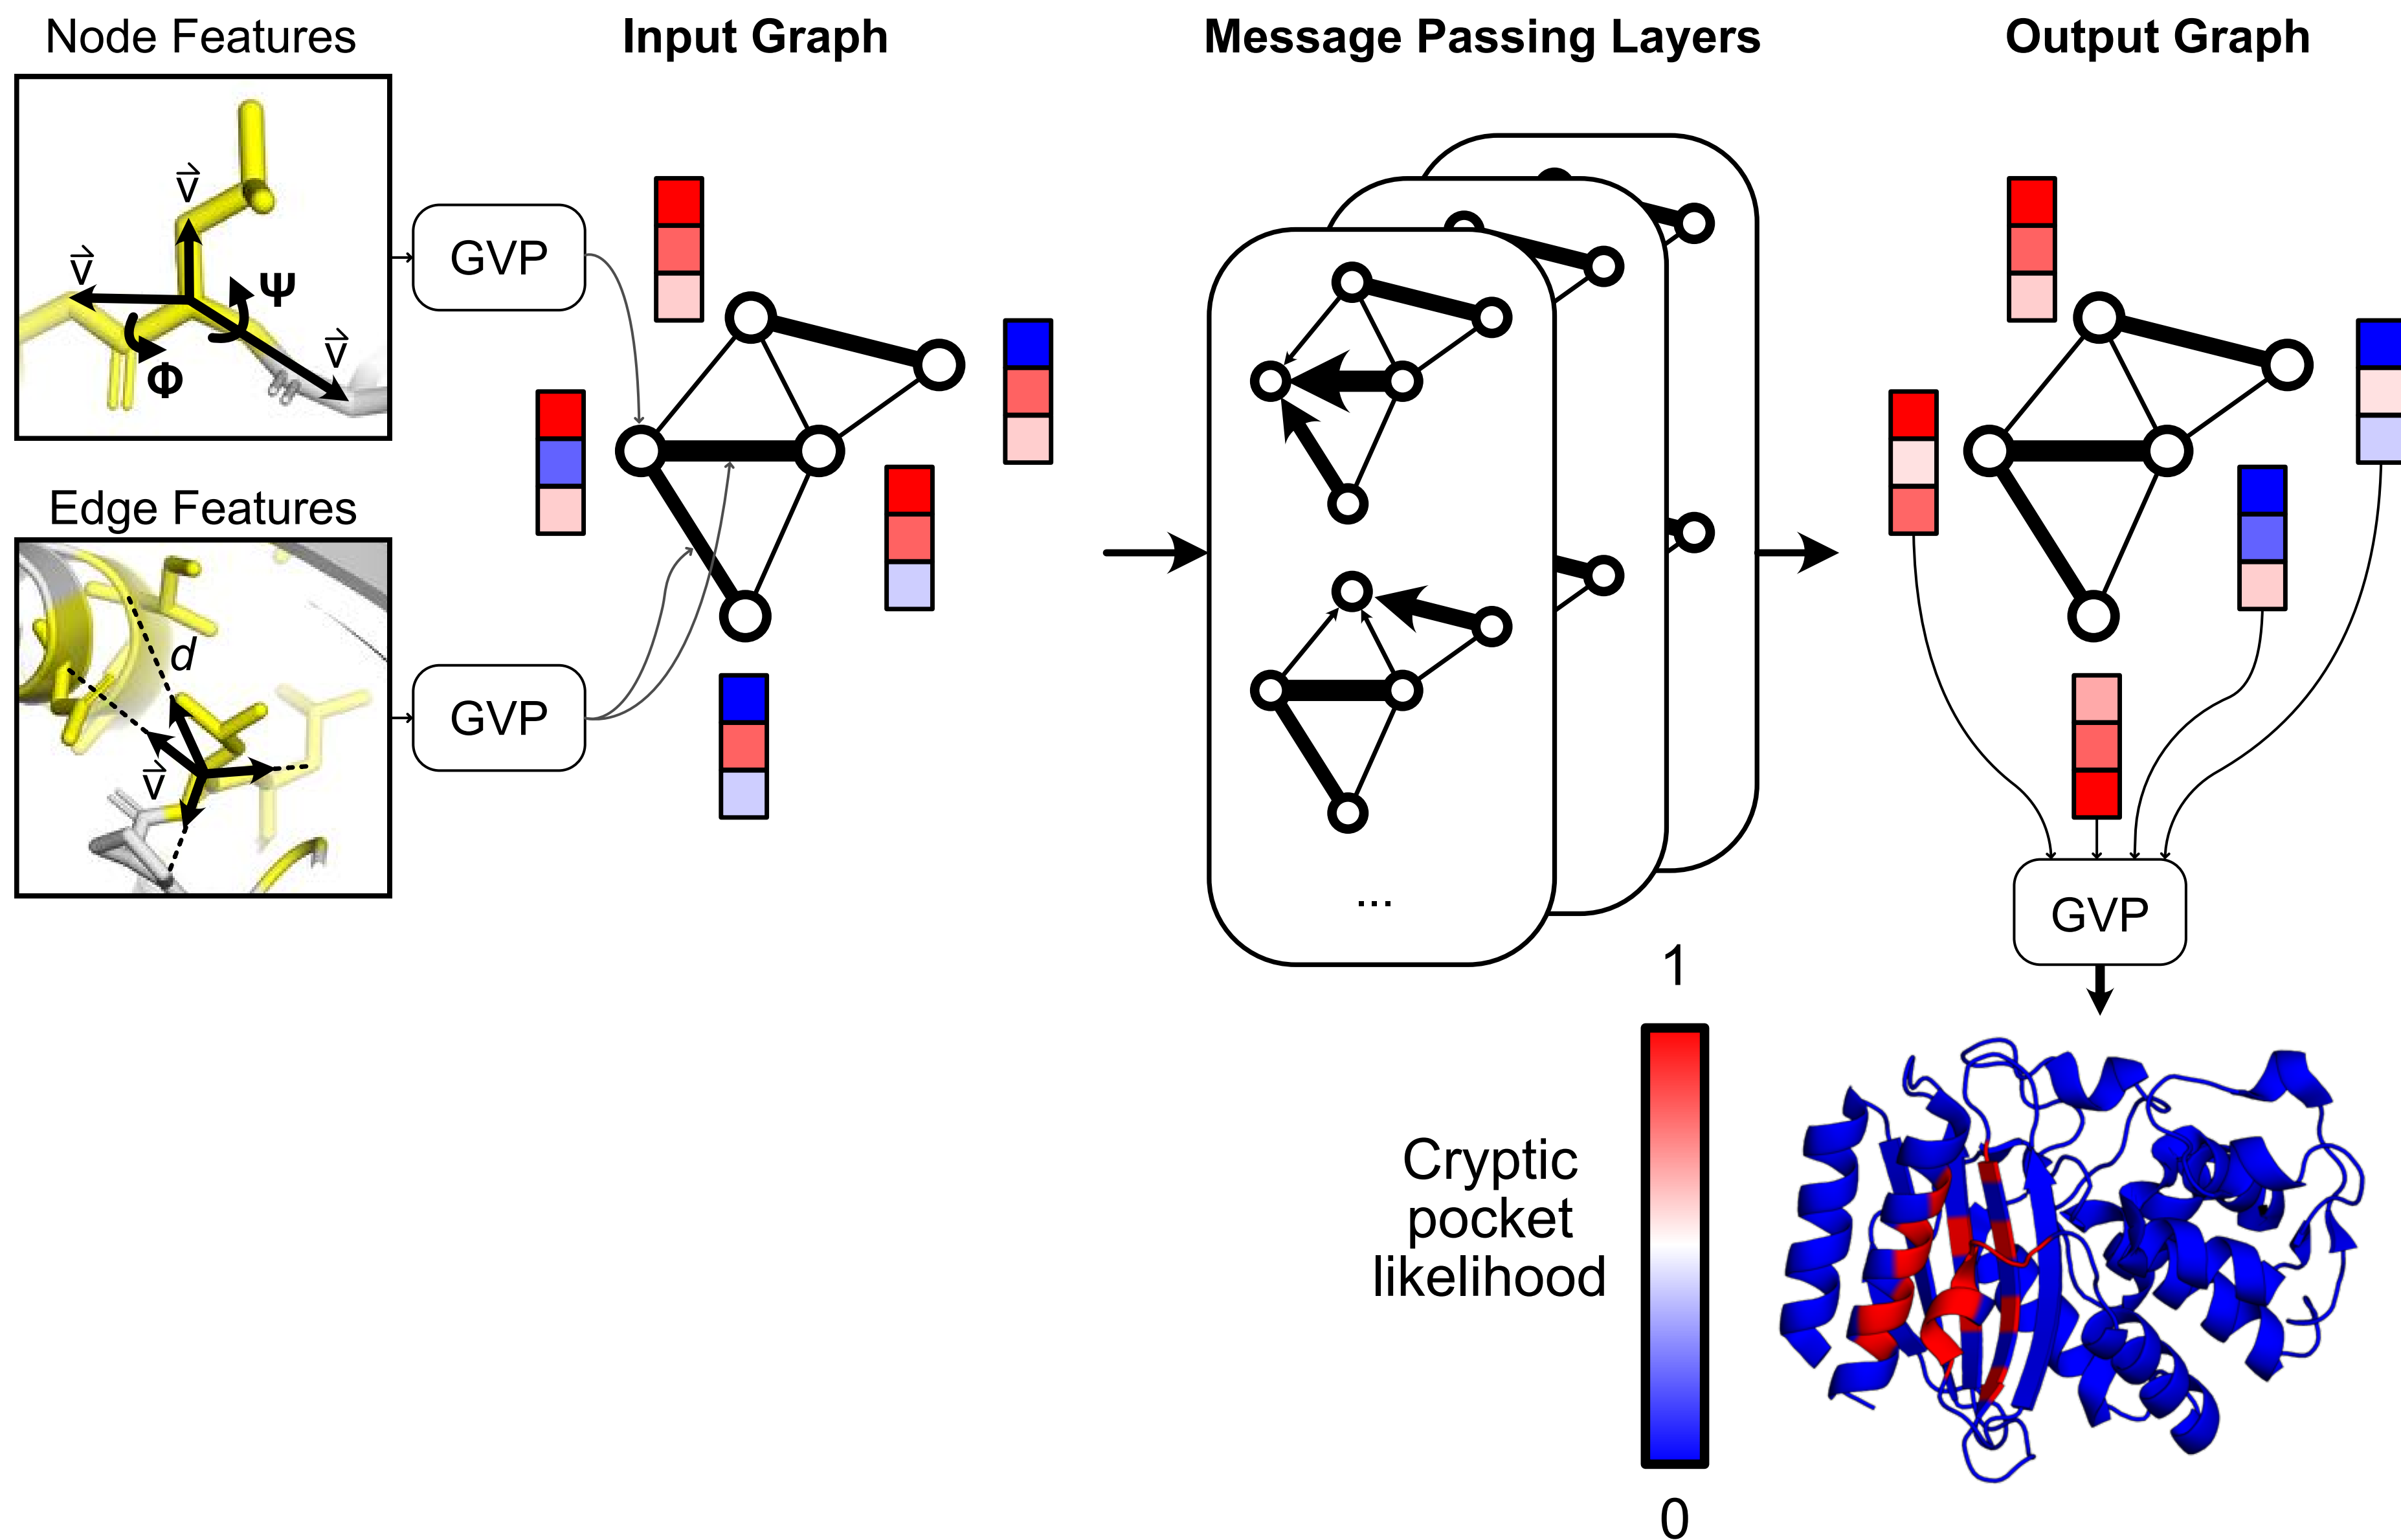 Node Features
Input Graph
Message Passing Layers
Output Graph
v⃗
v⃗
Ψ
v⃗
Φ
GVP
Edge Features
d
v⃗
GVP
...
GVP
1
Cryptic
pocket
likelihood
0